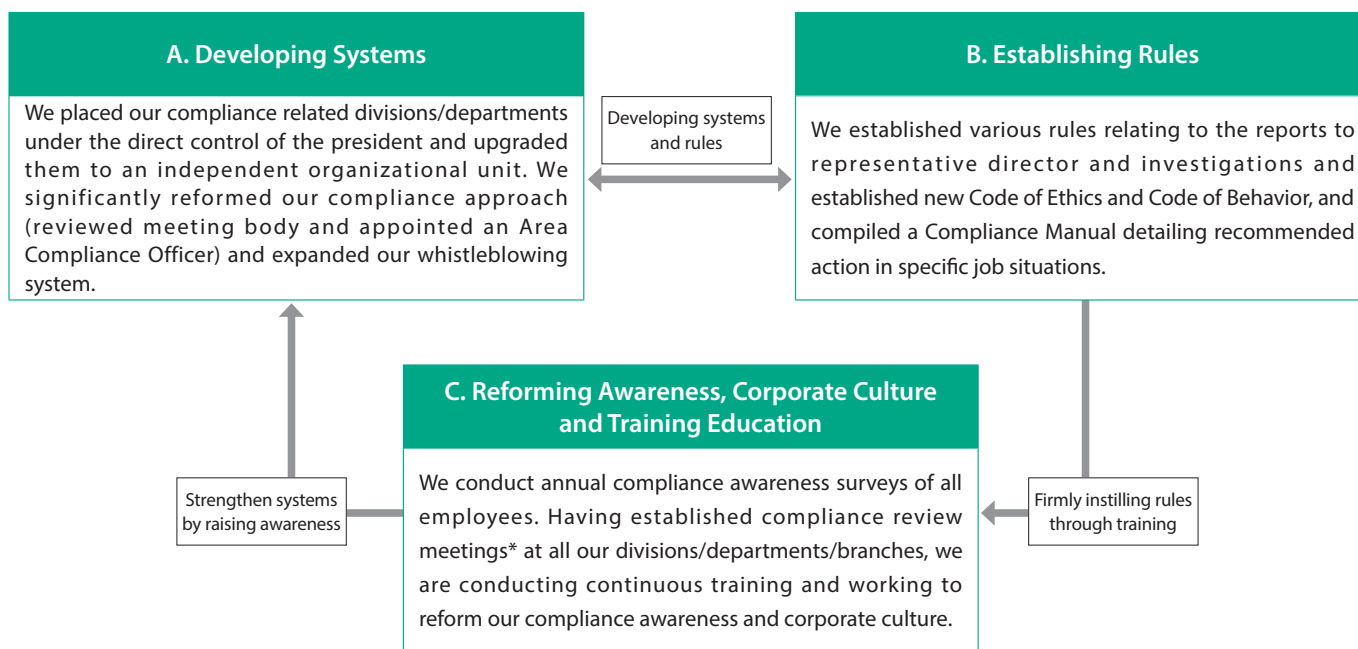 A. Developing Systems
We placed our compliance related divisions/departments
under the direct control of the president and upgraded
them to an independent organizational unit. We
significantly reformed our compliance approach
(reviewed meeting body and appointed an Area
Compliance Officer) and expanded our whistleblowing
system.
Developing systems
and rules
B. Establishing Rules
We established various rules relating to the reports to
representative director and investigations and
established new Code of Ethics and Code of Behavior, and
compiled a Compliance Manual detailing recommended
action in specific job situations.
Firmly instilling rules
through training
C. Reforming Awareness, Corporate Culture
and Training Education
We conduct annual compliance awareness surveys of all
employees. Having established compliance review
meetings* at all our divisions/departments/branches, we
are conducting continuous training and working to
reform our compliance awareness and corporate culture.
Strengthen systems
by raising awareness